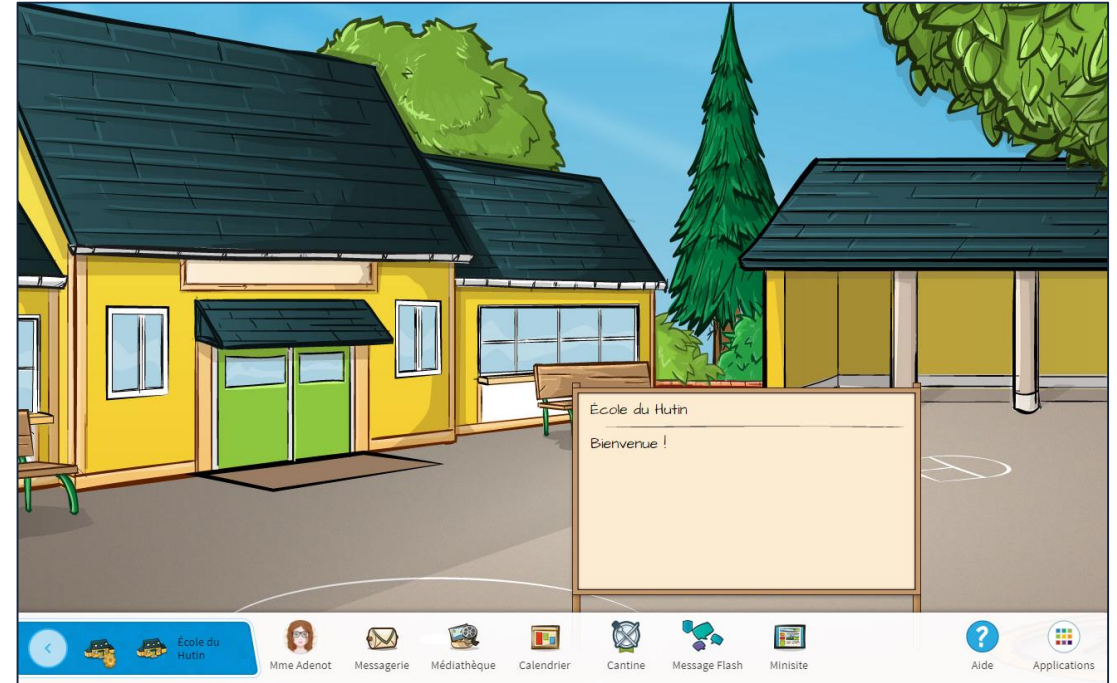 École du Hutin
Bienvenue !
École du
Hutin
Mme Adenot
Messagerie
Médiathèque
Calendrier
Cantine
Message Flash
Minisite
?
Aide
Applications